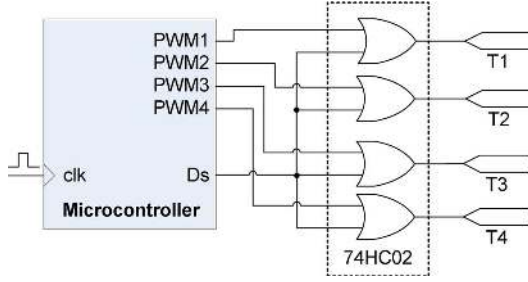 PWM1
PWM2
PWM3
PWM4
clk
Ds
Microcontroller
T1
T2
T3
T4
74HC02